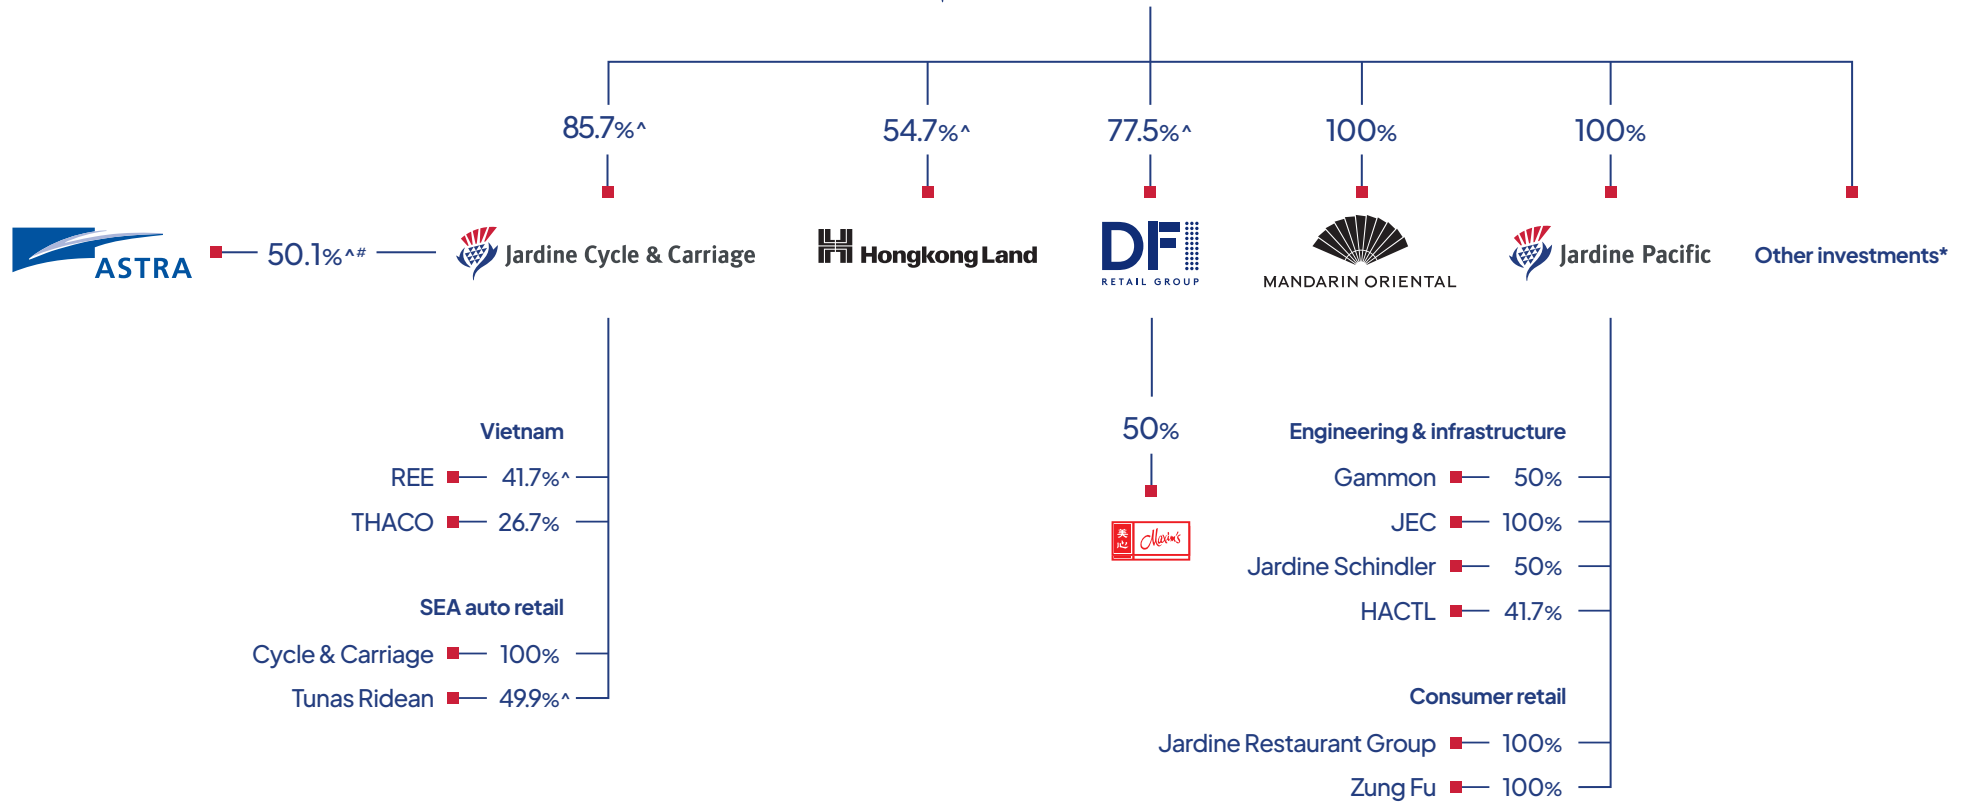 85.7%^
54.7%^
77.5%^
100%
100%
ASTRA
50.1%^#
Jardine Cycle & Carriage
Hongkong Land
DFI
RETAIL GROUP
MANDARIN ORIENTAL
Jardine Pacific
Other investments*
Vietnam
REE 41.7%^
THACO 26.7%
SEA auto retail
Cycle & Carriage 100%
Tunas Ridean 49.9%^
50%
美心 Maxim's
Engineering & infrastructure
Gammon 50%
JEC 100%
Jardine Schindler 50%
HACTL 41.7%
Consumer retail
Jardine Restaurant Group 100%
Zung Fu 100%